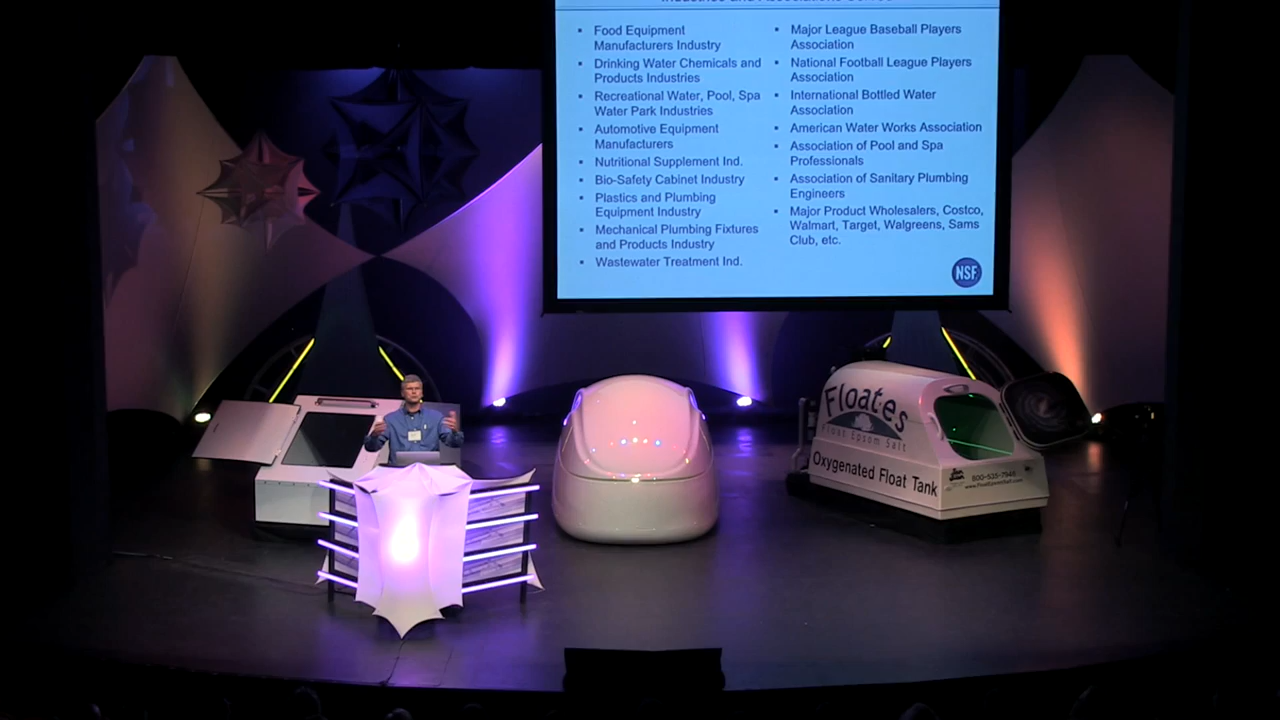 Industries and Associations Served
▪ Food Equipment
Manufacturers Industry
▪ Drinking Water Chemicals and
Products Industries
▪ Recreational Water, Pool, Spa
Water Park Industries
▪ Automotive Equipment
Manufacturers
▪ Nutritional Supplement Ind.
▪ Bio-Safety Cabinet Industry
▪ Plastics and Plumbing
Equipment Industry
▪ Mechanical Plumbing Fixtures
and Products Industry
▪ Wastewater Treatment Ind.
▪ Major League Baseball Players
Association
▪ National Football League Players
Association
▪ International Bottled Water
Association
▪ American Water Works Association
▪ Association of Pool and Spa
Professionals
▪ Association of Sanitary Plumbing
Engineers
▪ Major Product Wholesalers, Costco,
Walmart, Target, Walgreens, Sams
Club, etc.
NSF
Floates
Float Epsom Salt
Oxygenated Float Tank